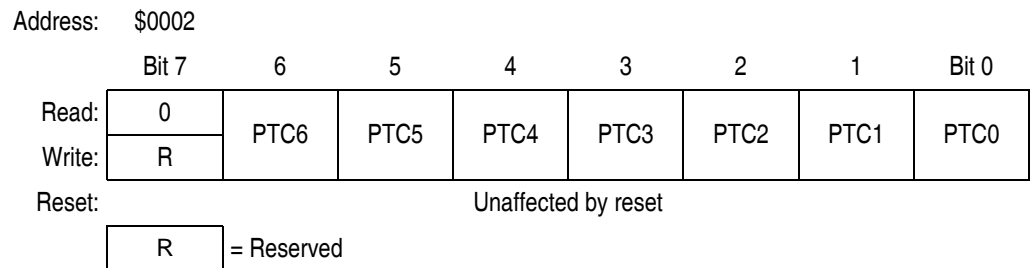 Address: $0002
Bit 7 6 5 4 3 2 1 Bit 0
Read: 0 PTC6 PTC5 PTC4 PTC3 PTC2 PTC1 PTC0
Write: R
Reset: Unaffected by reset
R = Reserved